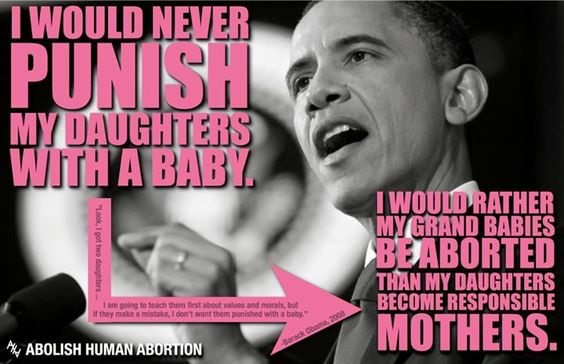 I WOULD NEVER
PUNISH
MY DAUGHTERS
WITH A BABY.
"Look, I got two daughters ...
I am going to teach them first about values and morals, but
if they make a mistake, I don't want them punished with a baby."
-Barack Obama, 2008
I WOULD RATHER
MY GRAND BABIES
BE ABORTED
THAN MY DAUGHTERS
BECOME RESPONSIBLE
MOTHERS.
AHA ABOLISH HUMAN ABORTION